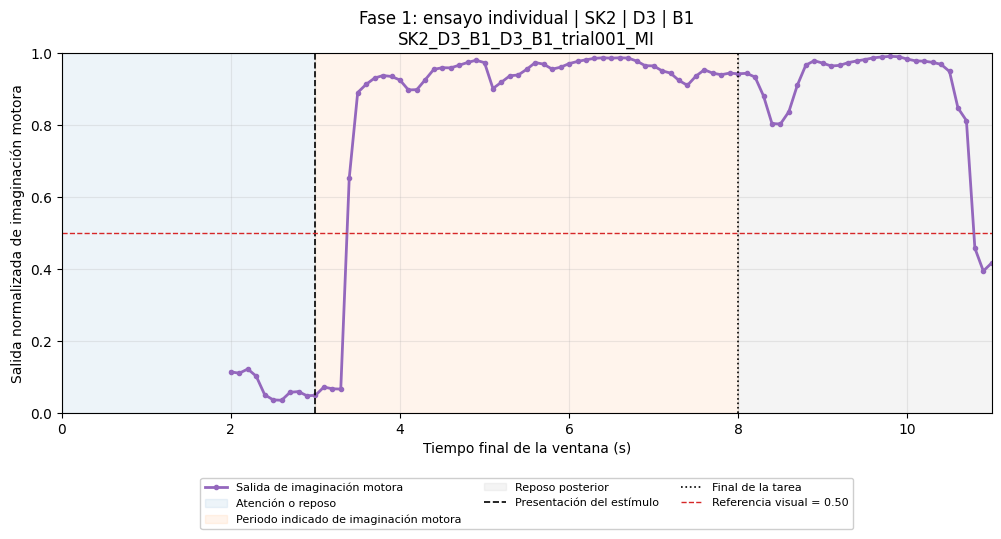 Fase 1: ensayo individual | SK2 | D3 | B1
SK2_D3_B1_D3_B1_trial001_MI
Salida normalizada de imaginación motora
1.0
0.8
0.6
0.4
0.2
0.0
0
2
4
6
8
10
Tiempo final de la ventana (s)
Salida de imaginación motora
Atención o reposo
Periodo indicado de imaginación motora
Reposo posterior
Presentación del estímulo
Final de la tarea
Referencia visual = 0.50